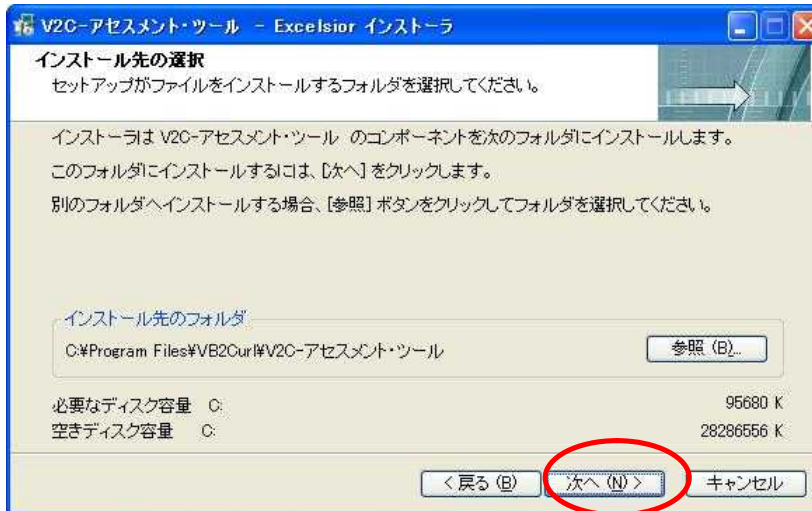 V2C-アセスメント・ツール - Excelsior インストーラ
インストール先の選択
セットアップがファイルをインストールするフォルダを選択してください。
インストーラは V2C-アセスメント・ツール のコンポーネントを次のフォルダにインストールします。
このフォルダにインストールするには、[次へ] をクリックします。
別のフォルダへインストールする場合、[参照] ボタンをクリックしてフォルダを選択してください。
インストール先のフォルダ
C:¥Program Files¥VB2Curl¥V2C-アセスメント・ツール
参照 (B)...
必要なディスク容量 C: 95680 K
空きディスク容量 C: 28286556 K
< 戻る (B) 次へ (N) > キャンセル